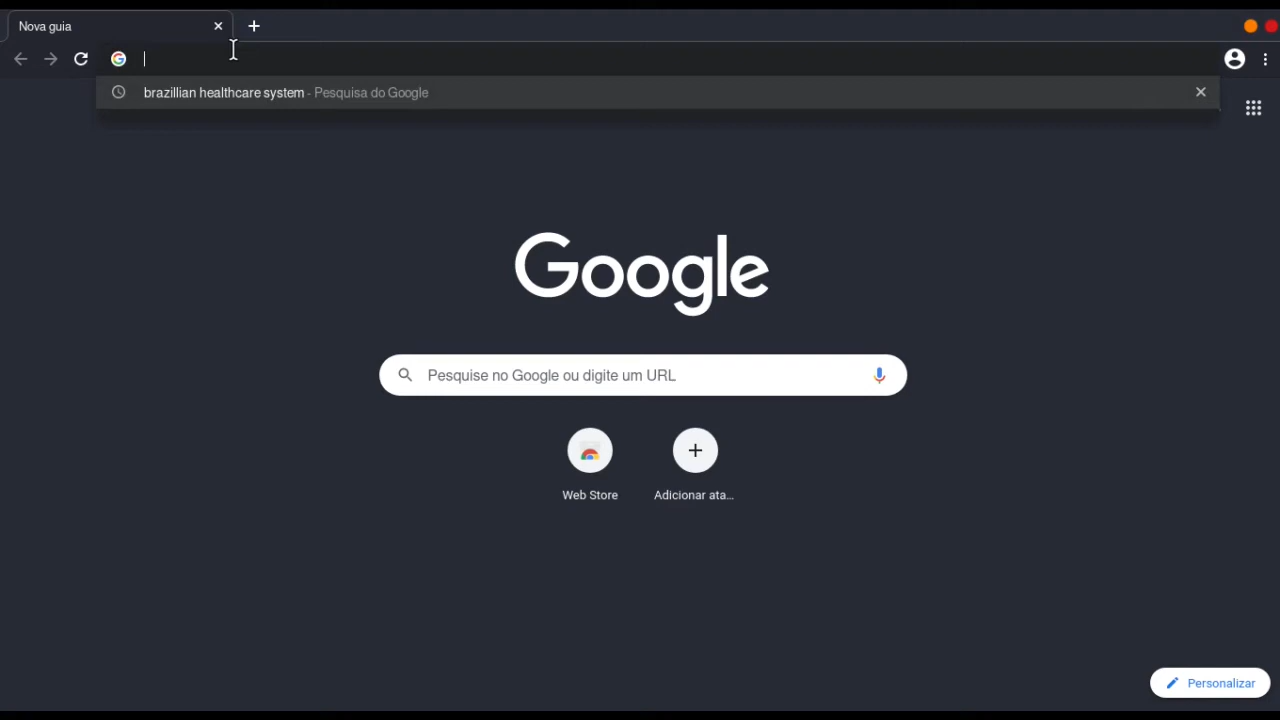 Nova guia
brazillian healthcare system - Pesquisa do Google
Google
Pesquise no Google ou digite um URL
Web Store
Adicionar ata...
Personalizar